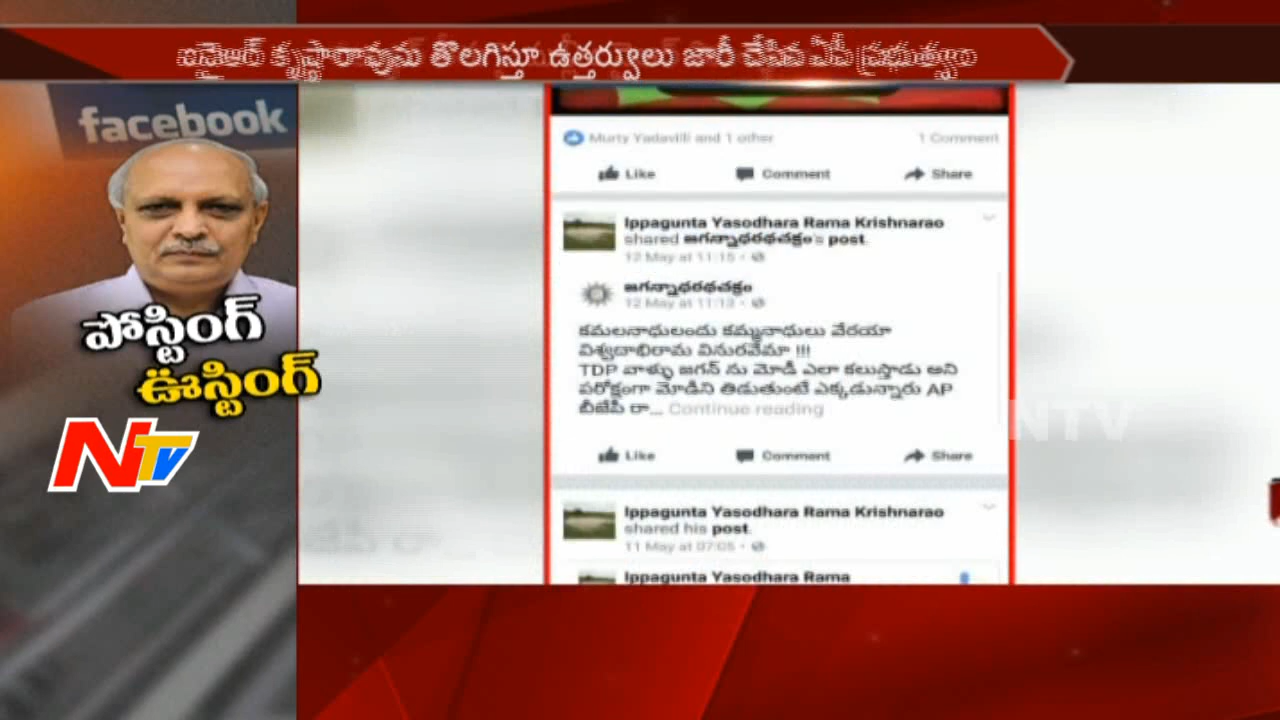 ఐవైఆర్ కృష్ణారావును తొలగిస్తూ ఉత్తర్వులు జారీ చేసిన ఏపీ ప్రభుత్వం
facebook
పోస్టింగ్
ఊస్టింగ్
NTV
Murty Yadavilli and 1 other 1 Comment
Like Comment Share
Ippagunta Yasodhara Rama Krishnarao
shared జగన్నాధరథచక్రం's post.
12 May at 11:15
జగన్నాధరథచక్రం
12 May at 11:13
కమలనాధులందు కమ్మనాధులు వేరయా
విశ్వదాభిరామ వినురవేమా !!!
TDP వాళ్ళు జగన్ ను మోడీ ఎలా కలుస్తాడు అని
పరోక్షంగా మోడీని తిడుతుంటే ఎక్కడున్నారు AP
బీజేపీ రా... Continue reading
NTV
Like Comment Share
Ippagunta Yasodhara Rama Krishnarao
shared his post.
11 May at 07:05
Ippagunta Yasodhara Rama